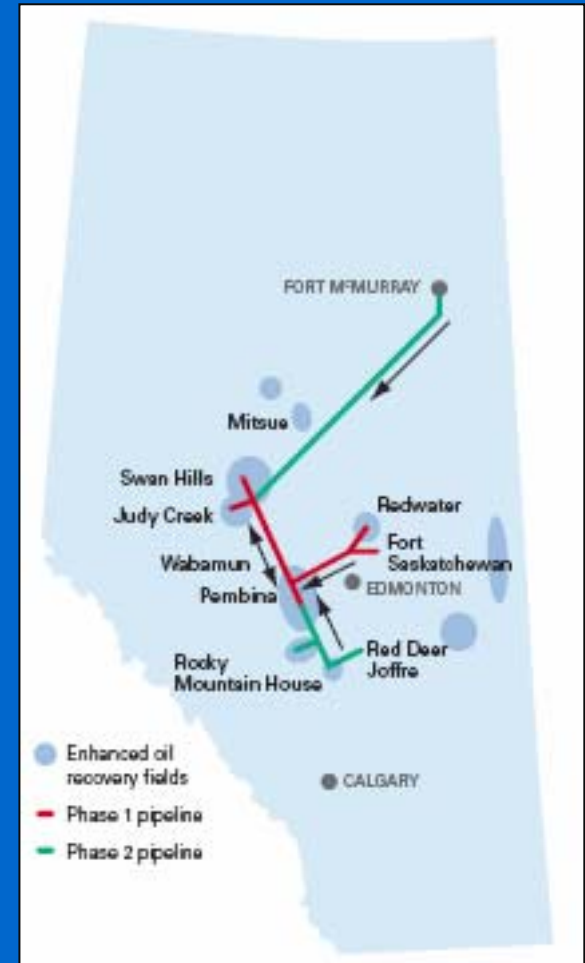 FORT McMURRAY
Mitsue
Swan Hills
Judy Creek
Redwater
Fort
Saskatchewan
Wabamun
EDMONTON
Pembina
Red Deer
Joffre
Rocky
Mountain House
Enhanced oil
recovery fields
CALGARY
Phase 1 pipeline
Phase 2 pipeline